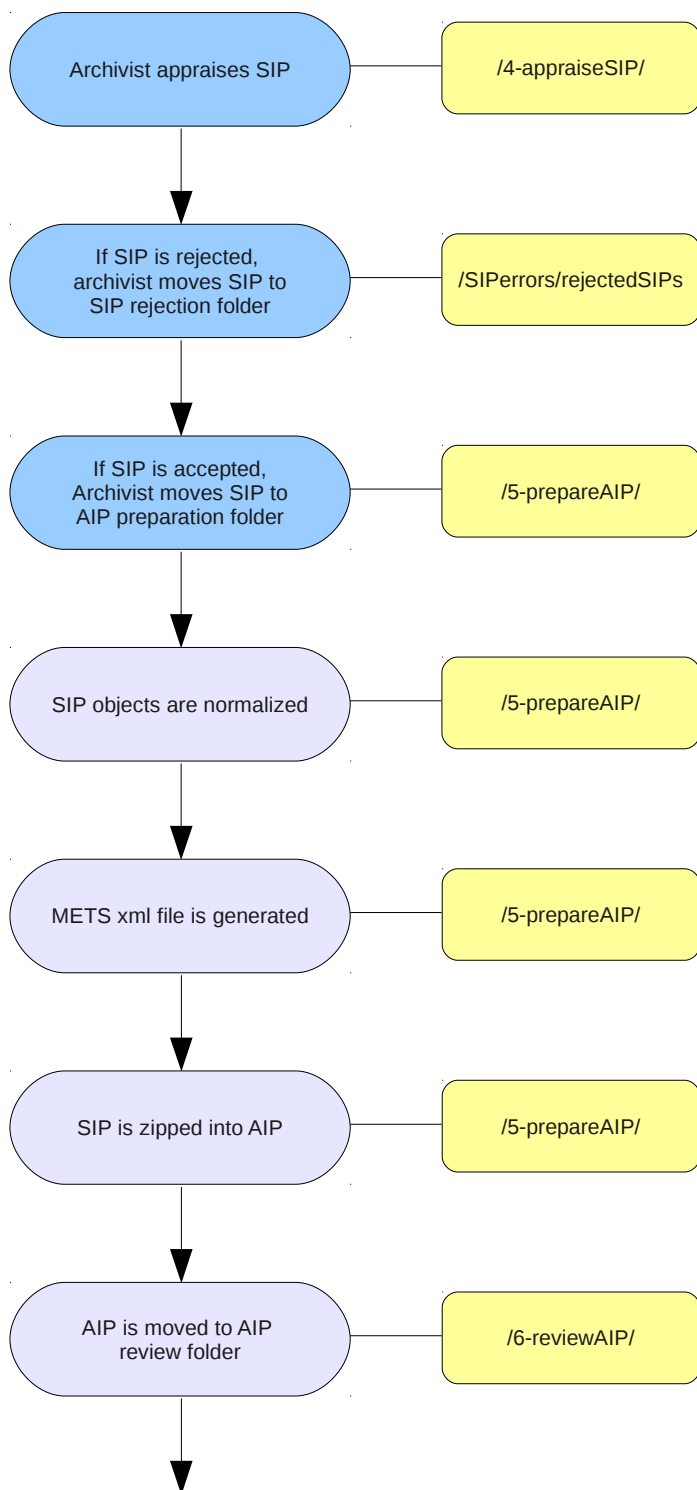 Archivist appraises SIP
/4-appraiseSIP/
If SIP is rejected,
archivist moves SIP to
SIP rejection folder
/SIPerrors/rejectedSIPs
If SIP is accepted,
Archivist moves SIP to
AIP preparation folder
/5-prepareAIP/
SIP objects are normalized
/5-prepareAIP/
METS xml file is generated
/5-prepareAIP/
SIP is zipped into AIP
/5-prepareAIP/
AIP is moved to AIP
review folder
/6-reviewAIP/